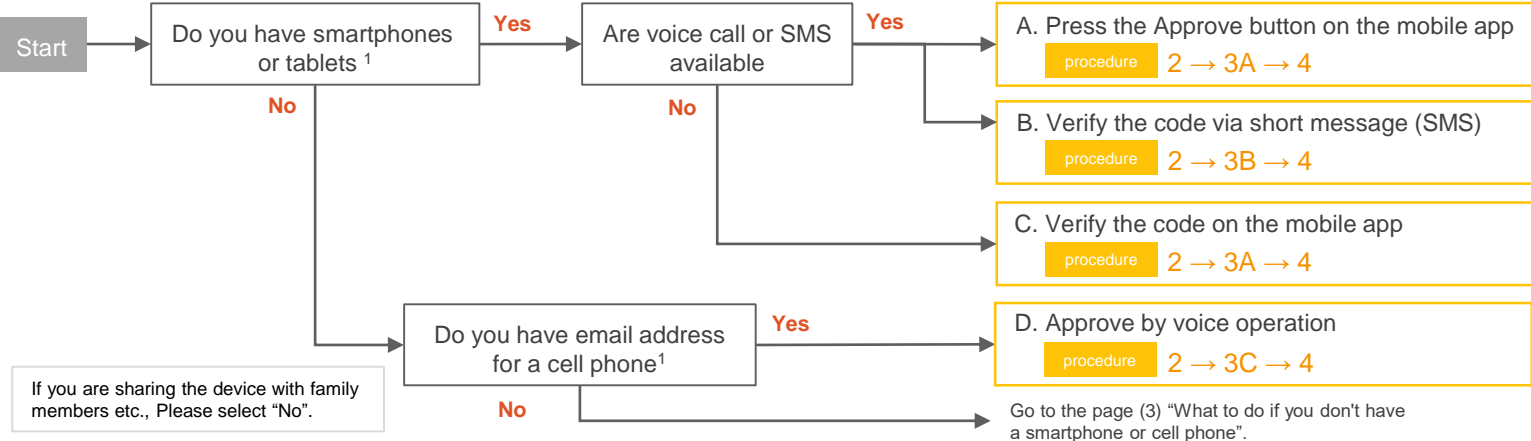 Start
Do you have smartphones
or tablets ¹
Yes
No
Are voice call or SMS
available
Yes
No
A. Press the Approve button on the mobile app
procedure 2 → 3A → 4
B. Verify the code via short message (SMS)
procedure 2 → 3B → 4
C. Verify the code on the mobile app
procedure 2 → 3A → 4
Do you have email address
for a cell phone¹
Yes
No
D. Approve by voice operation
procedure 2 → 3C → 4
If you are sharing the device with family
members etc., Please select “No”.
Go to the page (3) “What to do if you don't have
a smartphone or cell phone”.